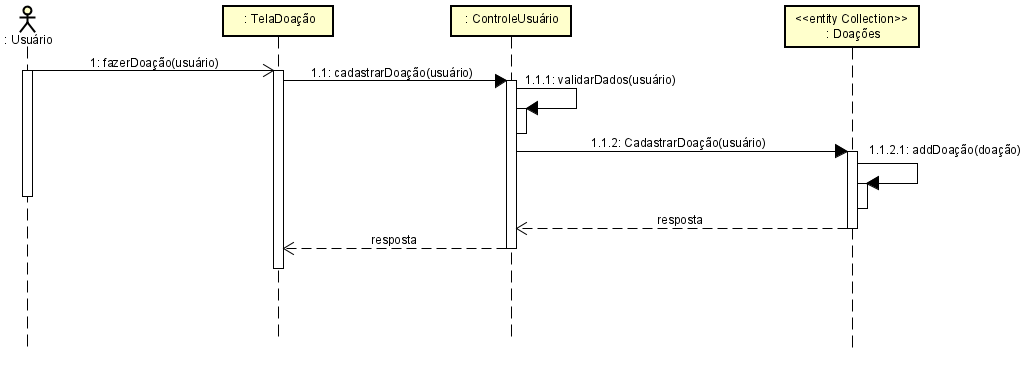 : Usuário
: TelaDoação
: ControleUsuário
<<entity Collection>>
: Doações
1: fazerDoação(usuário)
1.1: cadastrarDoação(usuário)
1.1.1: validarDados(usuário)
1.1.2: CadastrarDoação(usuário)
1.1.2.1: addDoação(doação)
resposta
resposta